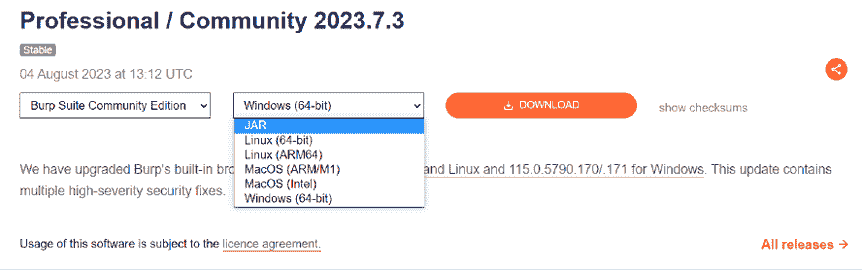 Professional / Community 2023.7.3
Stable
04 August 2023 at 13:12 UTC
Burp Suite Community Edition
Windows (64-bit)
DOWNLOAD
show checksums
JAR
Linux (64-bit)
Linux (ARM64)
MacOS (ARM/M1)
MacOS (Intel)
Windows (64-bit)
We have upgraded Burp's built-in bro and Linux and 115.0.5790.170/.171 for Windows. This update contains
multiple high-severity security fixes.
Usage of this software is subject to the licence agreement.
All releases →